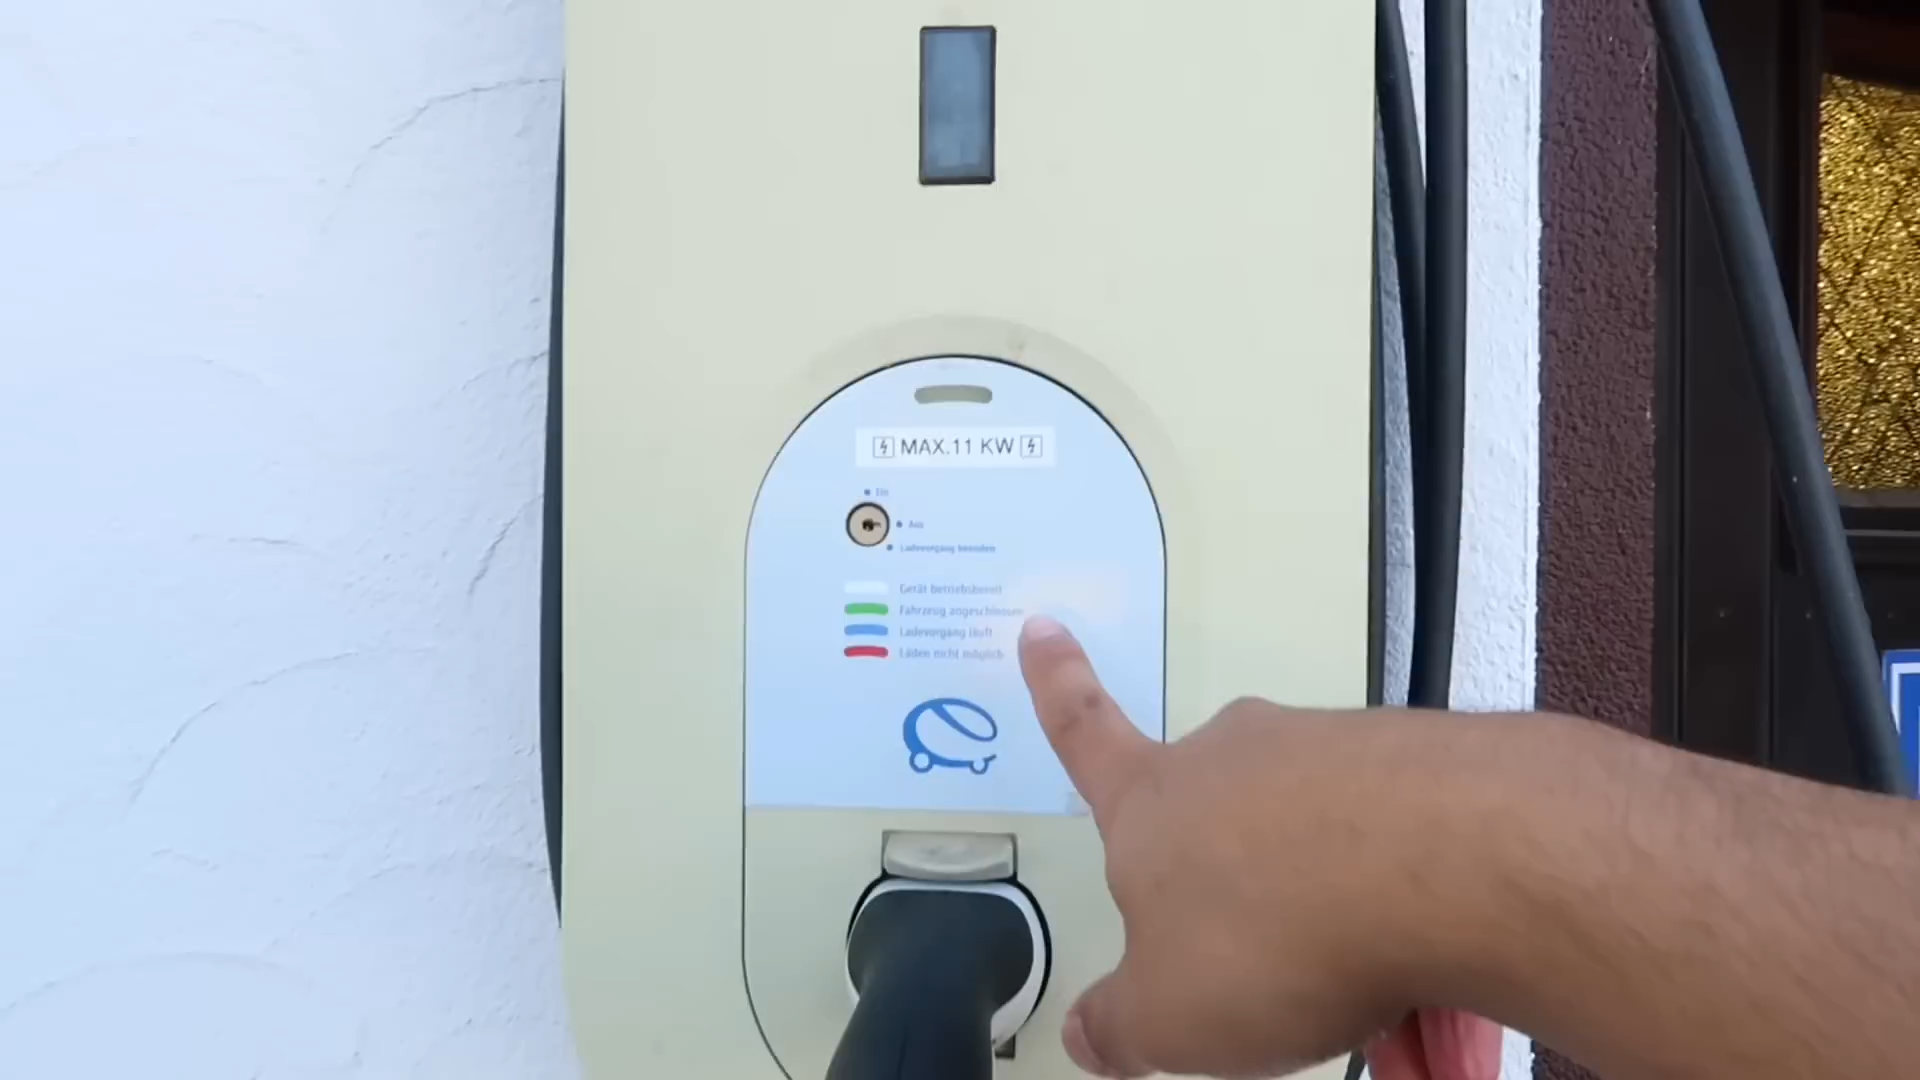 MAX.11 KW
Ein
Aus
Ladevorgang beenden
Gerät betriebsbereit
Fahrzeug angeschlossen
Ladevorgang läuft
Laden nicht möglich